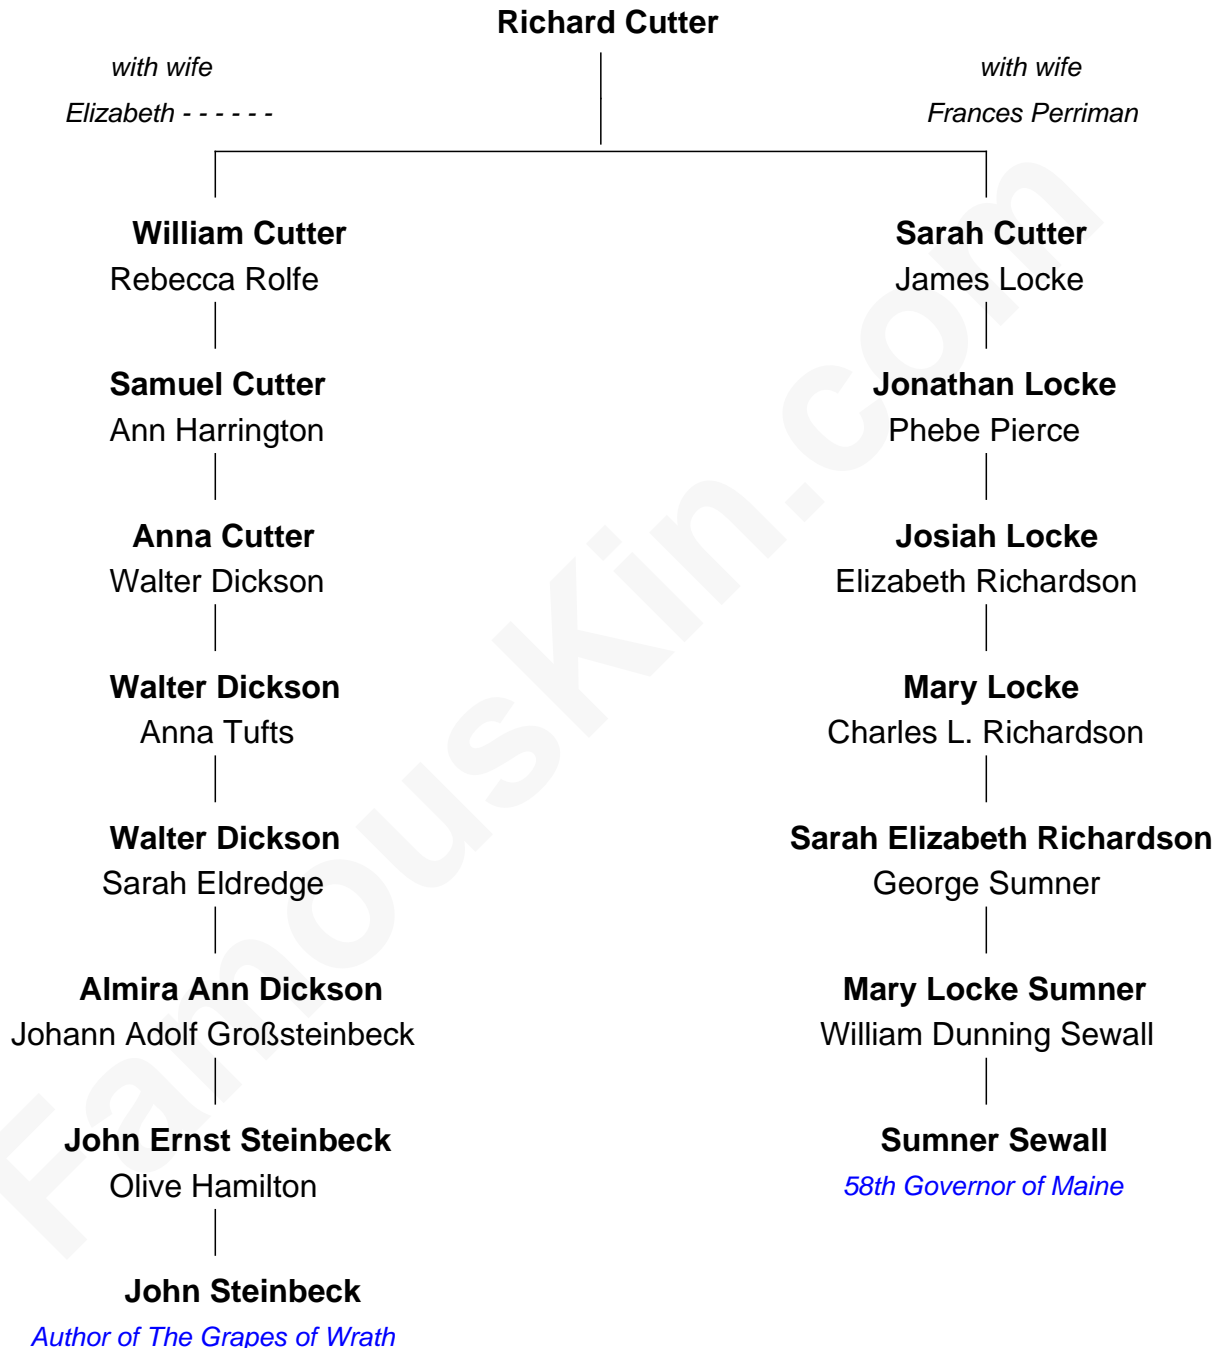 Richard Cutter
with wife
Elizabeth - - - - - -
with wife
Frances Perriman
William Cutter
Rebecca Rolfe
Samuel Cutter
Ann Harrington
Anna Cutter
Walter Dickson
Walter Dickson
Anna Tufts
Walter Dickson
Sarah Eldredge
Almira Ann Dickson
Johann Adolf Großsteinbeck
John Ernst Steinbeck
Olive Hamilton
John Steinbeck
Author of The Grapes of Wrath
Sarah Cutter
James Locke
Jonathan Locke
Phebe Pierce
Josiah Locke
Elizabeth Richardson
Mary Locke
Charles L. Richardson
Sarah Elizabeth Richardson
George Sumner
Mary Locke Sumner
William Dunning Sewall
Sumner Sewall
58th Governor of Maine
FamousKin.com